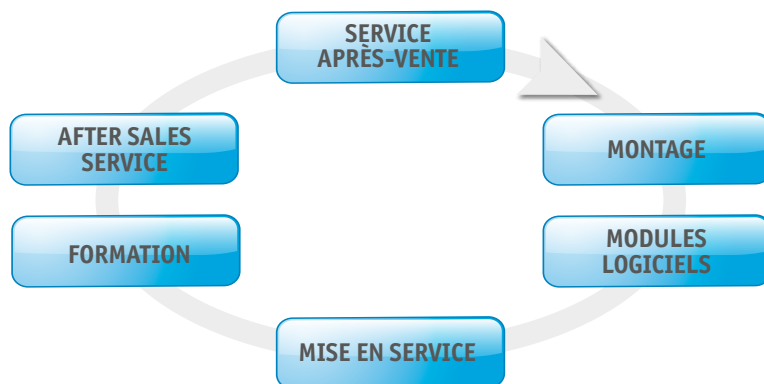 SERVICE
APRÈS-VENTE
AFTER SALES
SERVICE
MONTAGE
FORMATION
MODULES
LOGICIELS
MISE EN SERVICE